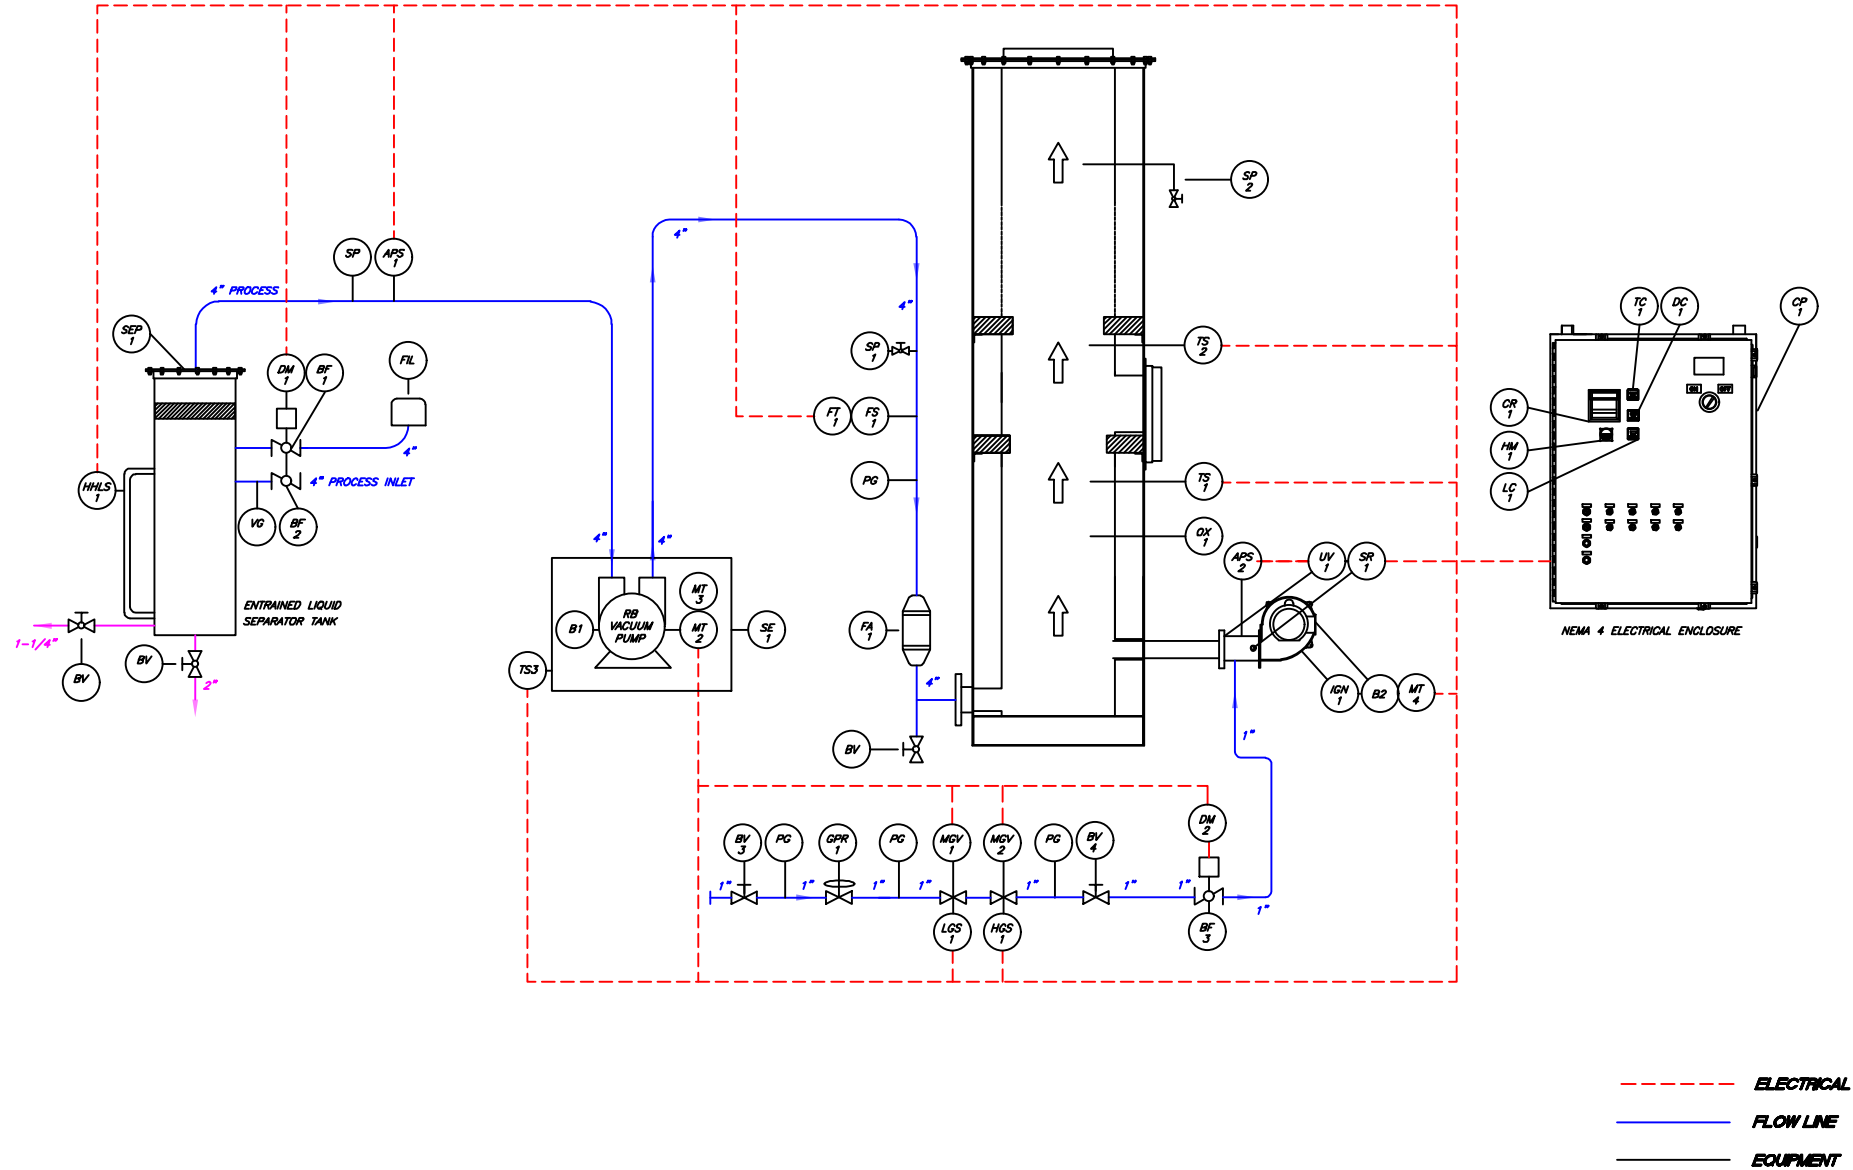 SP
2
SP
APS
1
4"
4" PROCESS
4"
TC
1
DC
1
CP
1
SEP
1
SP
1
TS
2
DM
1
BF
1
FIL
ON
OFF
CR
1
FT
1
FS
1
4"
HM
1
HHLS
1
4" PROCESS INLET
PG
TS
1
LC
1
VG
BF
2
4"
4"
OX
1
APS
2
UV
1
SR
1
ENTRAINED LIQUID
SEPARATOR TANK
MT
3
RB
VACUUM
PUMP
B1
MT
2
SE
1
FA
1
NEMA 4 ELECTRICAL ENCLOSURE
1-1/4"
BV
BV
2"
TS3
4"
IGN
1
B2
MT
4
BV
1"
DM
2
BV
3
PG
GPR
1
PG
MGV
1
MGV
2
PG
BV
4
1"
1"
1"
1"
1"
1"
1"
1"
LGS
1
HGS
1
BF
3
ELECTRICAL
FLOW LINE
EQUIPMENT